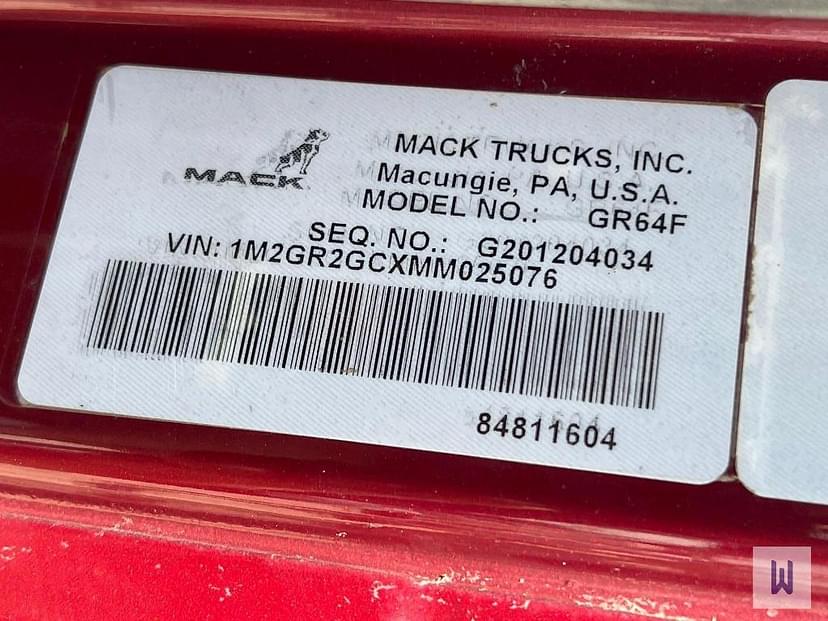 MACK
MACK TRUCKS, INC.
Macungie, PA, U.S.A.
MODEL NO.: GR64F
SEQ. NO.: G201204034
VIN: 1M2GR2GCXMM025076
84811604
W